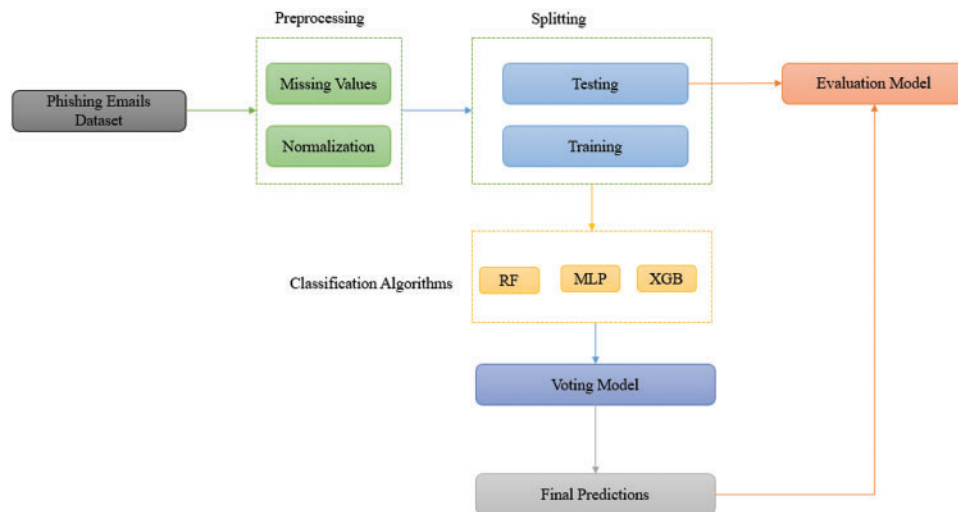 Preprocessing
Splitting
Phishing Emails
Dataset
Missing Values
Normalization
Testing
Training
Evaluation Model
Classification Algorithms
RF
MLP
XGB
Voting Model
Final Predictions